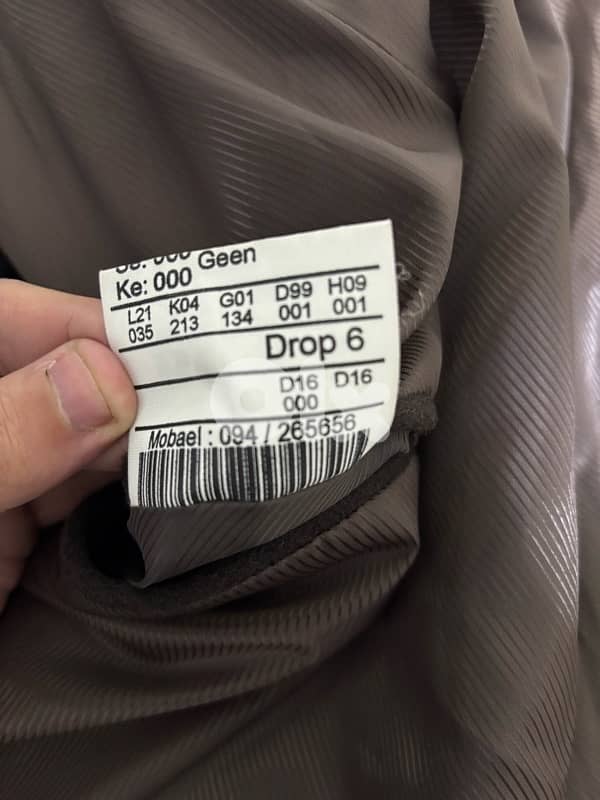 Ke: 000 Geen
L21 K04 G01 D99 H09
035 213 134 001 001
Drop 6
D16 D16
000
Mobael : 094 / 265656